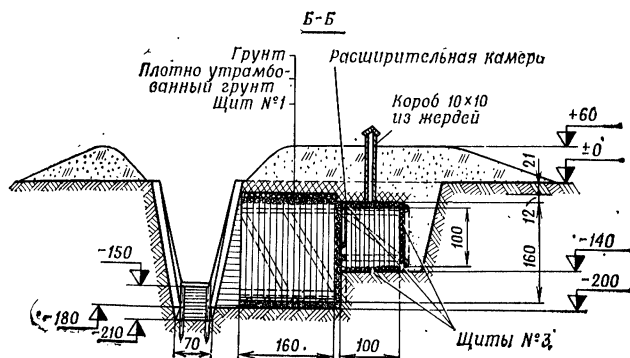 Б-Б
Грунт
Плотно утрамбо-
ванный грунт
Щит №1
Расширительная камера
Короб 10×10
из жердей
+60
±0
21
12
100
160
-140
-200
-150
-180
-210
70
160
100
Щиты №3